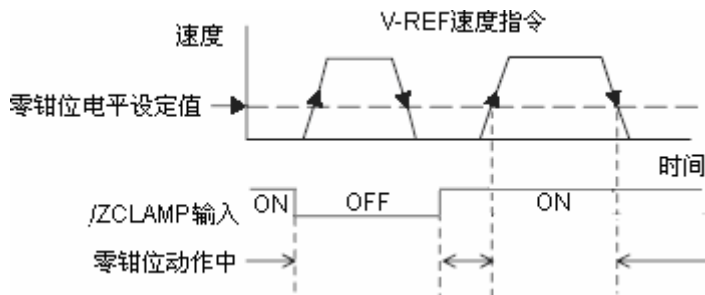 V-REF速度指令
速度
零钳位电平设定值
时间
/ZCLAMP输入 ON OFF ON
零钳位动作中